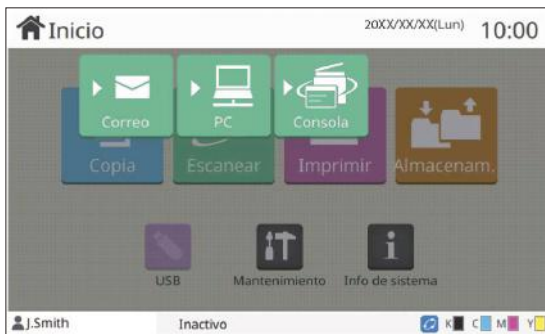 Inicio 20XX/XX/XX(Lun) 10:00
Correo PC Consola
Copia Escanear Imprimir Almacenam.
USB Mantenimiento Info de sistema
J.Smith Inactivo K C M Y